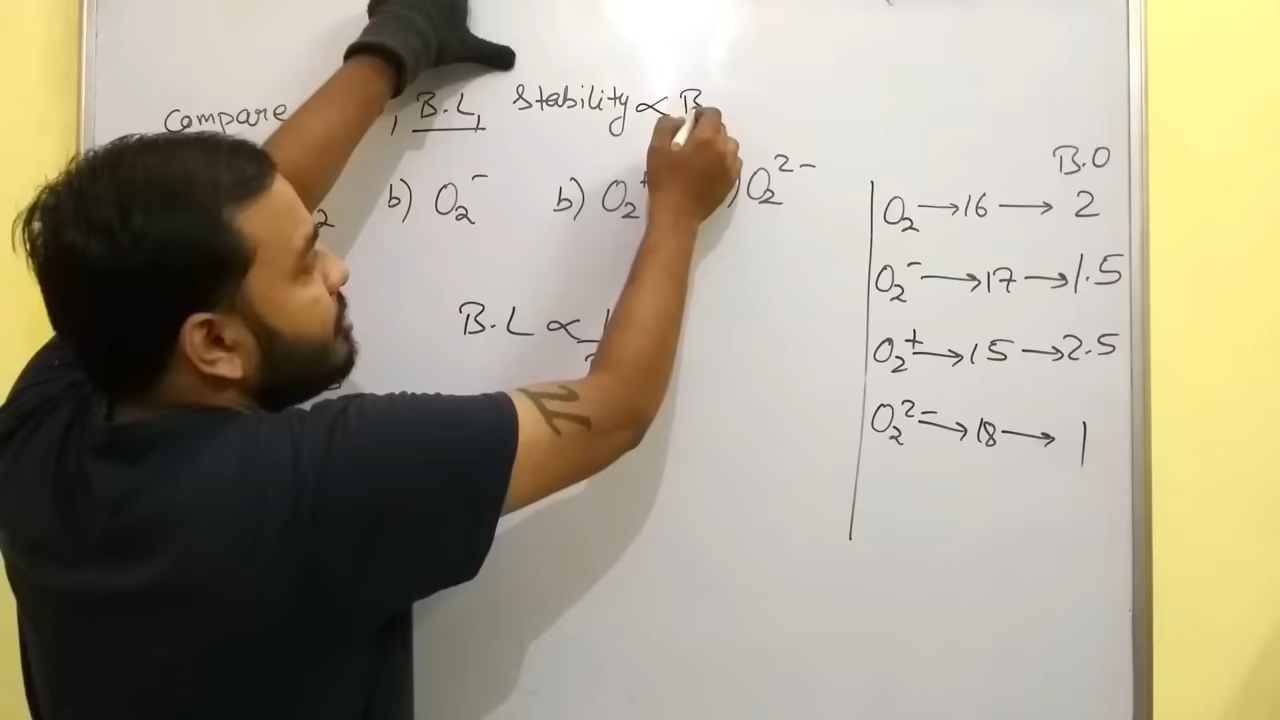 Compare , B.L, Stability ∝ B
b) O₂⁻ b) O₂⁺ ) O₂²⁻
B.L ∝ 1
B.O
O₂ → 16 → 2
O₂⁻ → 17 → 1.5
O₂⁺ → 15 → 2.5
O₂²⁻ → 18 → 1